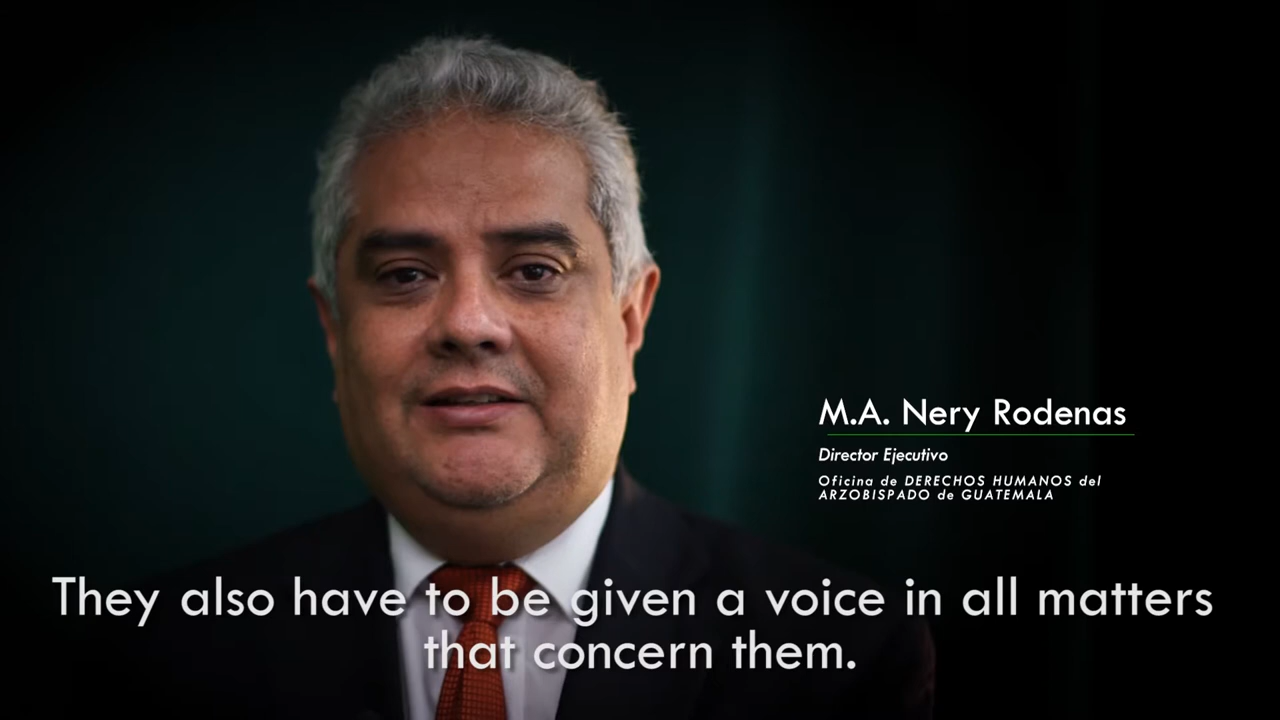 M.A. Nery Rodenas
Director Ejecutivo
Oficina de DERECHOS HUMANOS del
ARZOBISPADO de GUATEMALA
They also have to be given a voice in all matters
that concern them.